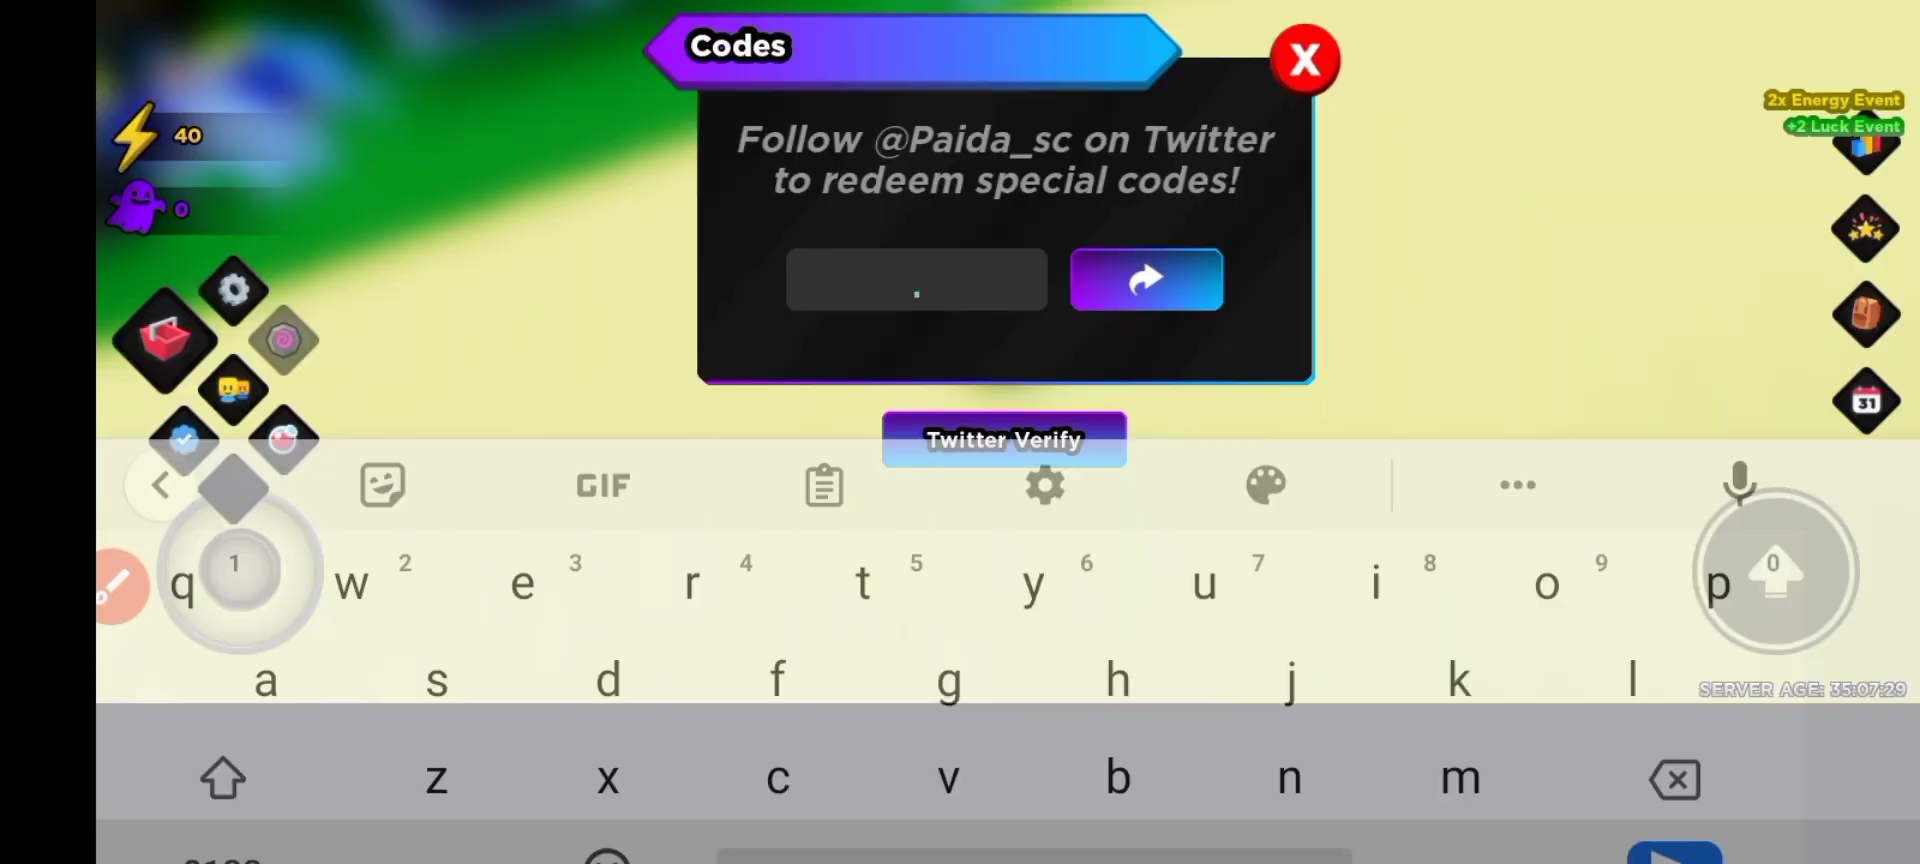 Codes
X
2x Energy Event
+2 Luck Event
40
Follow @Paida_sc on Twitter
to redeem special codes!
0
.
31
Twitter Verify
GIF
1 2 3 4 5 6 7 8 9 0
q w e r t y u i o p
a s d f g h j k l
SERVER AGE: 35:07:29
z x c v b n m